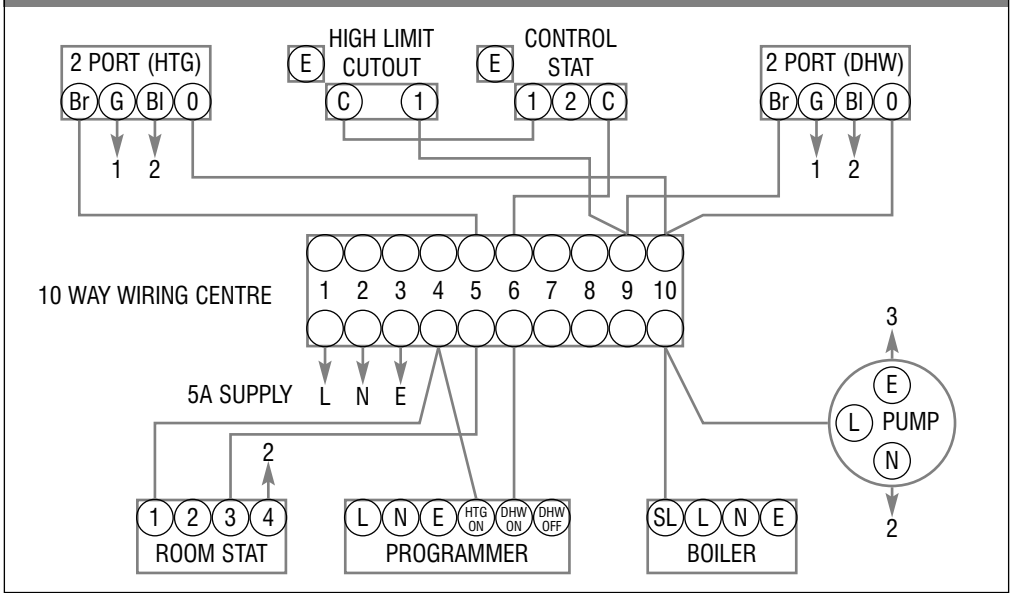 HIGH LIMIT
CUTOUT
CONTROL
STAT
2 PORT (HTG)
E
E
2 PORT (DHW)
Br G Bl 0
C 1
1 2 C
Br G Bl 0
1 2
1 2
10 WAY WIRING CENTRE
1 2 3 4 5 6 7 8 9 10
5A SUPPLY L N E
3
E
L PUMP
N
2
2
1 2 3 4
ROOM STAT
L N E HTG ON DHW ON DHW OFF
PROGRAMMER
SL L N E
BOILER